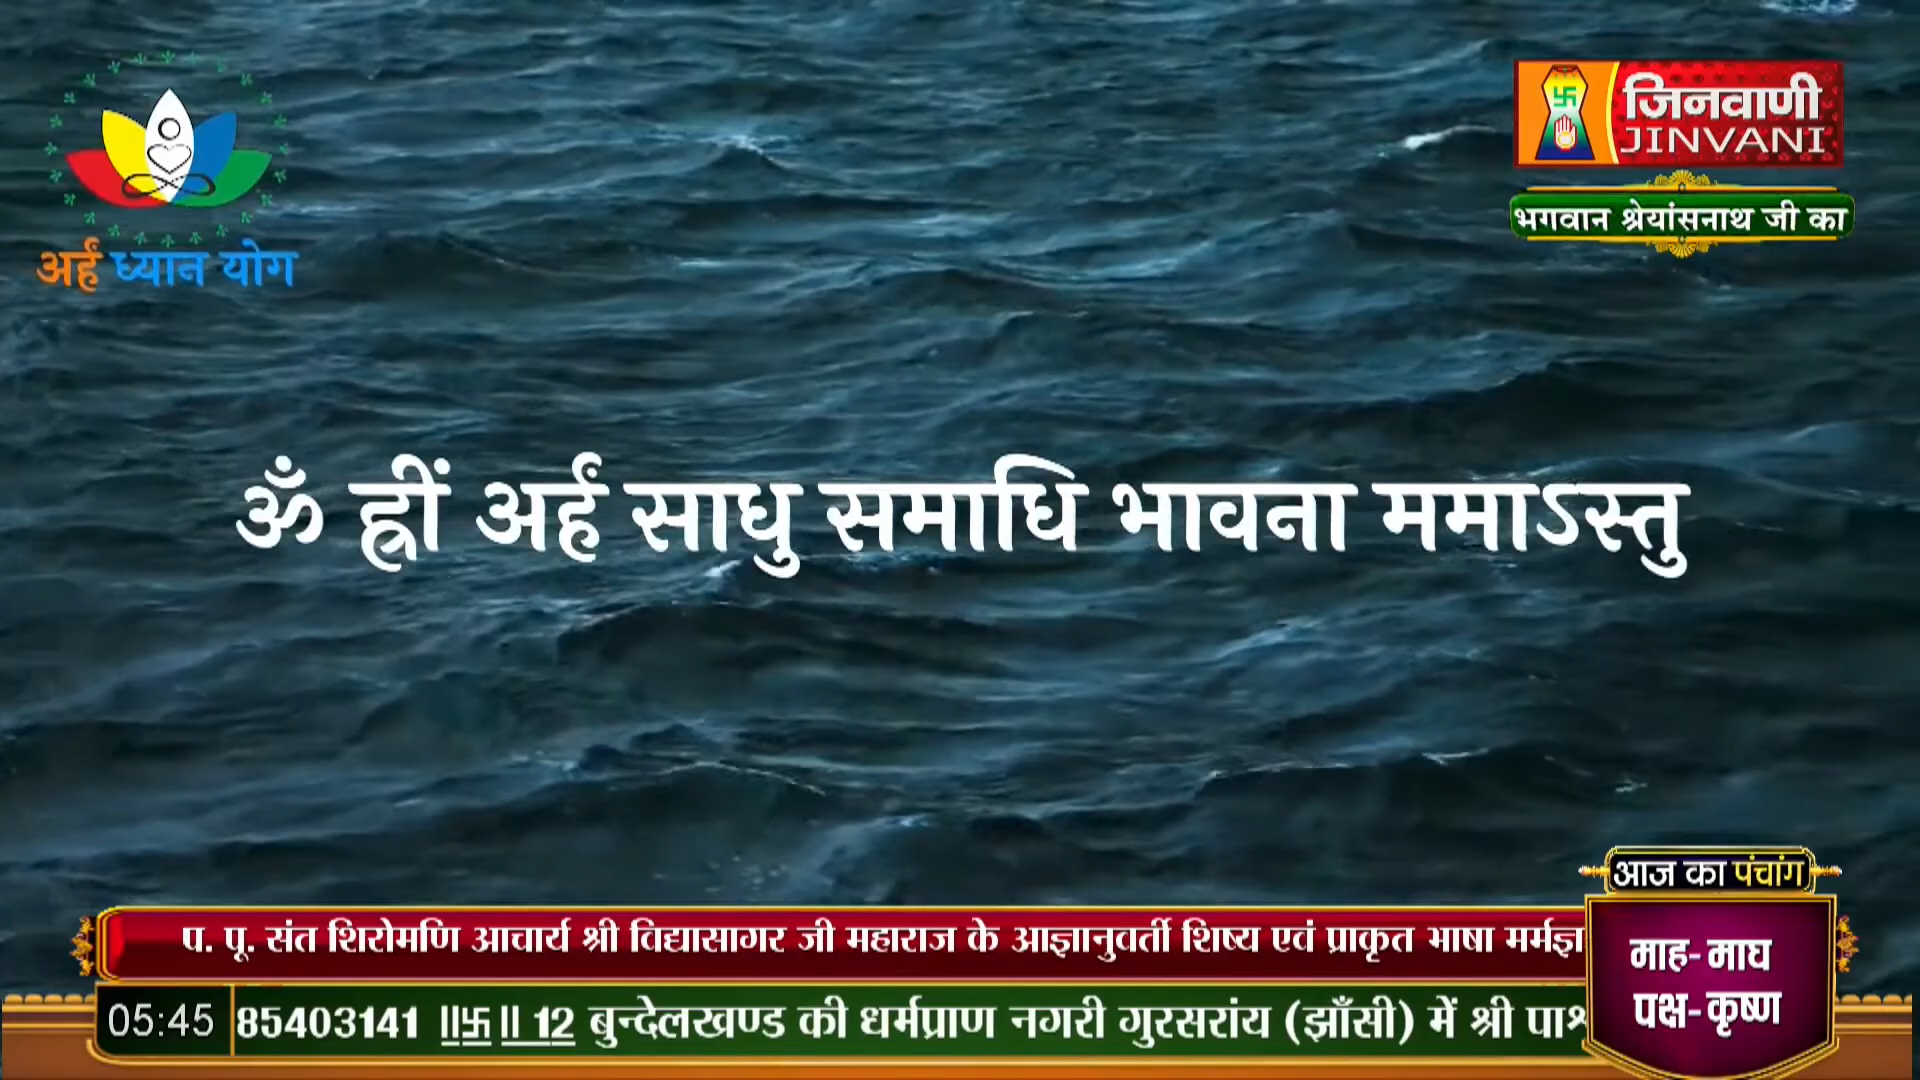 अर्हं ध्यान योग
जिनवाणी
JINVANI
भगवान श्रेयांसनाथ जी का
ॐ ह्रीं अर्हं साधु समाधि भावना ममाऽस्तु
आज का पंचांग
प. पू. संत शिरोमणि आचार्य श्री विद्यासागर जी महाराज के आज्ञानुवर्ती शिष्य एवं प्राकृत भाषा मर्मज्ञ
माह- माघ
पक्ष- कृष्ण
05:45 85403141 ॥卐॥ 12 बुन्देलखण्ड की धर्मप्राण नगरी गुरसरांय (झाँसी) में श्री